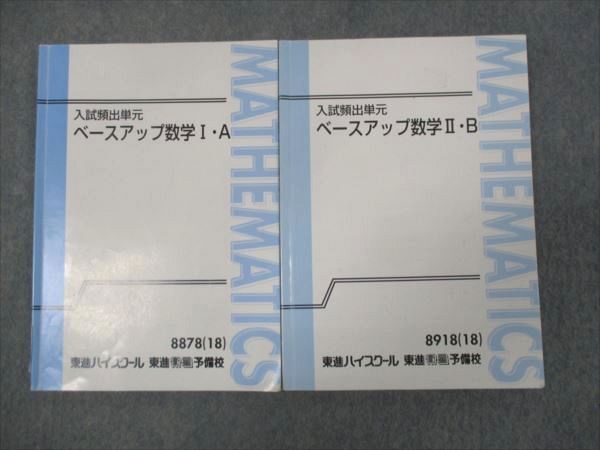 入試頻出単元
ベースアップ数学Ⅰ・A
MATHEMATICS
8878(18)
東進ハイスクール 東進衛星予備校
入試頻出単元
ベースアップ数学Ⅱ・B
MATHEMATICS
8918(18)
東進ハイスクール 東進衛星予備校